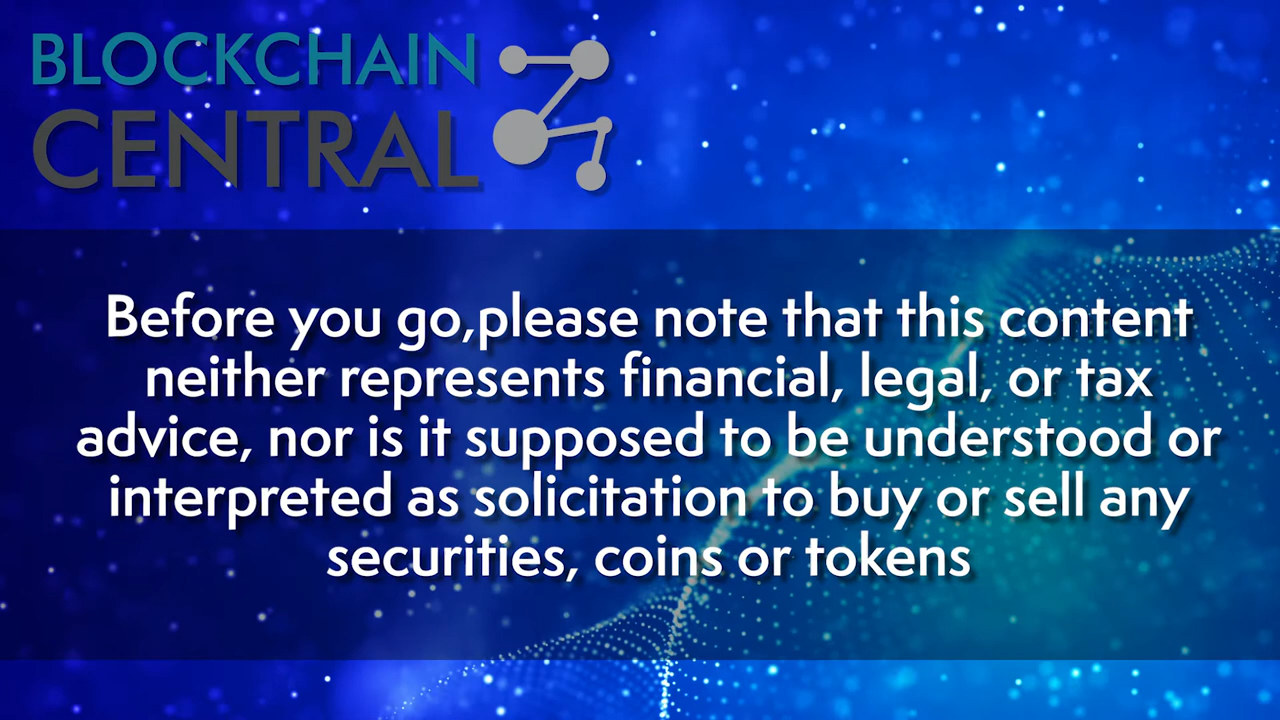 BLOCKCHAIN
CENTRAL
Before you go,please note that this content
neither represents financial, legal, or tax
advice, nor is it supposed to be understood or
interpreted as solicitation to buy or sell any
securities, coins or tokens